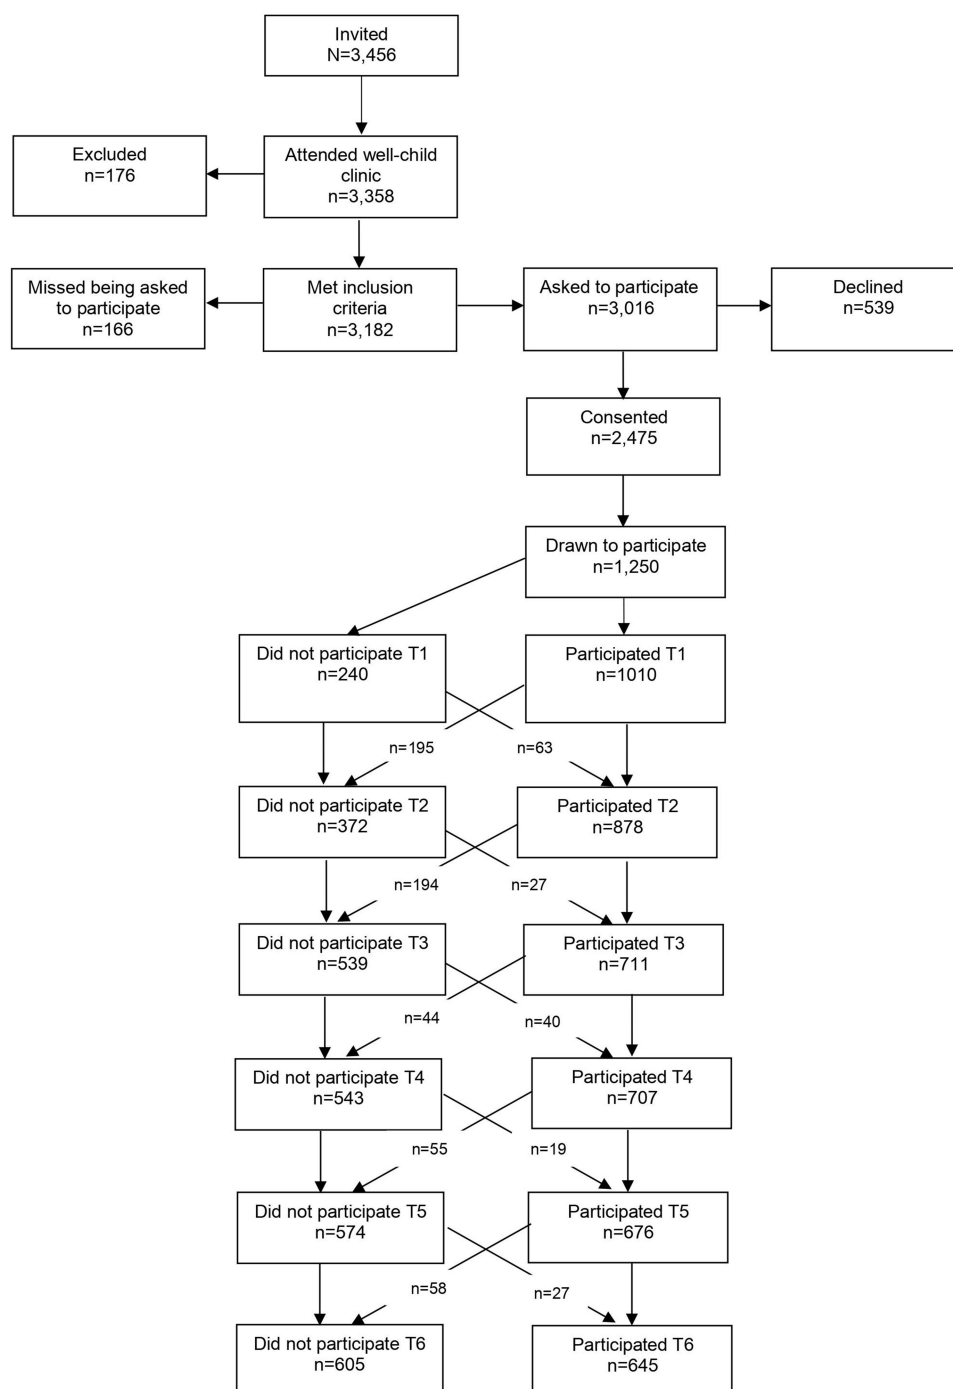 Invited
N=3,456
Excluded
n=176
Attended well-child
clinic
n=3,358
Missed being asked
to participate
n=166
Met inclusion
criteria
n=3,182
Asked to participate
n=3,016
Declined
n=539
Consented
n=2,475
Drawn to participate
n=1,250
Did not participate T1
n=240
Participated T1
n=1010
n=195
n=63
Did not participate T2
n=372
Participated T2
n=878
n=194
n=27
Did not participate T3
n=539
Participated T3
n=711
n=44
n=40
Did not participate T4
n=543
Participated T4
n=707
n=55
n=19
Did not participate T5
n=574
Participated T5
n=676
n=58
n=27
Did not participate T6
n=605
Participated T6
n=645